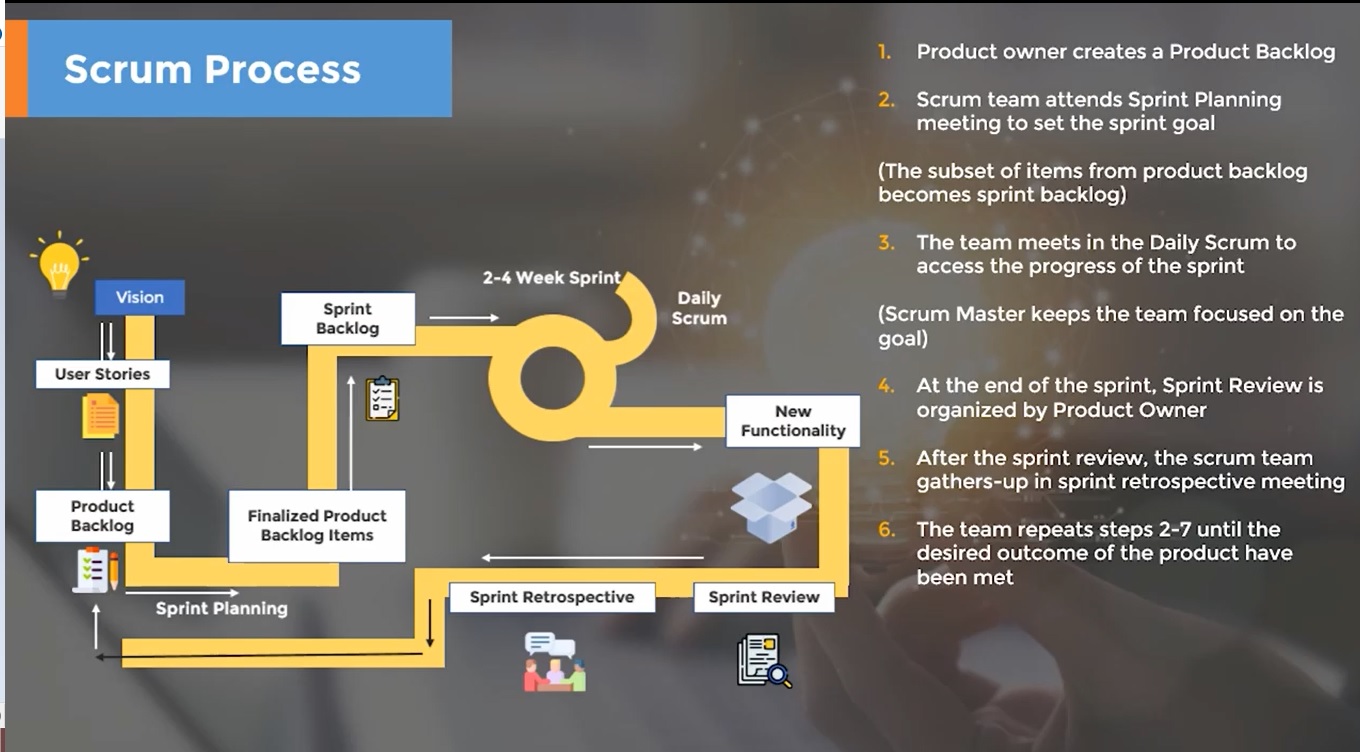 Scrum Process
Vision
User Stories
Product
Backlog
Sprint Planning
Finalized Product
Backlog Items
Sprint
Backlog
2-4 Week Sprint
Daily
Scrum
New
Functionality
Sprint Review
Sprint Retrospective
1. Product owner creates a Product Backlog
2. Scrum team attends Sprint Planning
meeting to set the sprint goal
(The subset of items from product backlog
becomes sprint backlog)
3. The team meets in the Daily Scrum to
access the progress of the sprint
(Scrum Master keeps the team focused on the
goal)
4. At the end of the sprint, Sprint Review is
organized by Product Owner
5. After the sprint review, the scrum team
gathers-up in sprint retrospective meeting
6. The team repeats steps 2-7 until the
desired outcome of the product have
been met